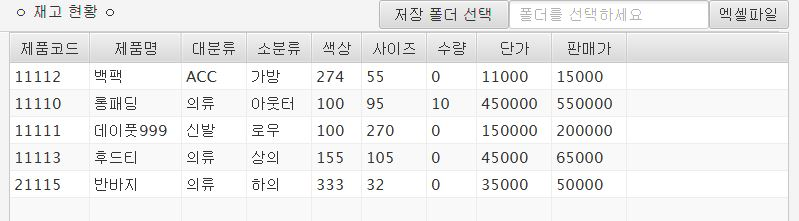 ○ 재고 현황 ○ 저장 폴더 선택 폴더를 선택하세요 엑셀파일
제품코드 제품명 대분류 소분류 색상 사이즈 수량 단가 판매가
11112 백팩 ACC 가방 274 55 0 11000 15000
11110 롱패딩 의류 아웃터 100 95 10 450000 550000
11111 데이풋999 신발 로우 100 270 0 150000 200000
11113 후드티 의류 상의 155 105 0 45000 65000
21115 반바지 의류 하의 333 32 0 35000 50000